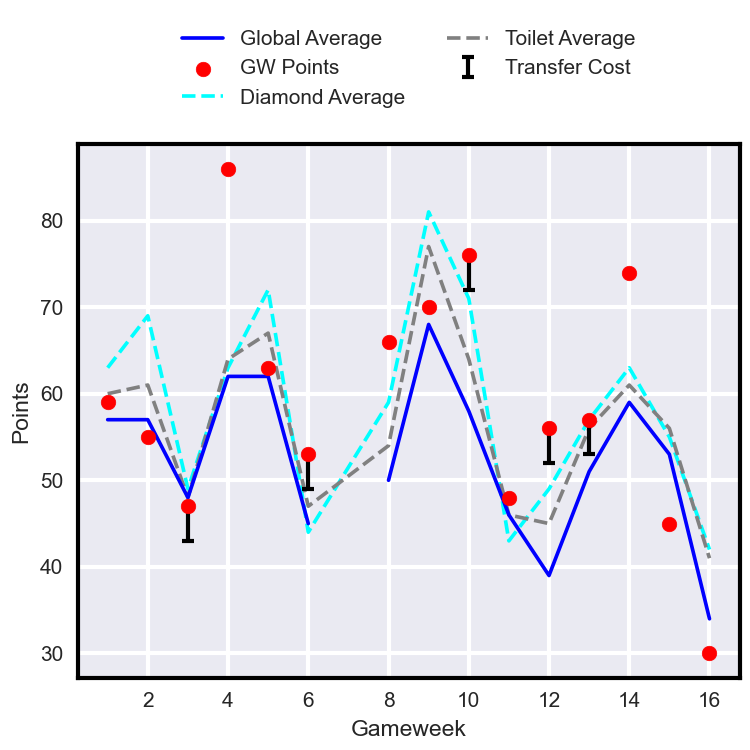 Global Average
GW Points
Diamond Average
Toilet Average
Transfer Cost
80
70
60
50
40
30
Points
2 4 6 8 10 12 14 16
Gameweek